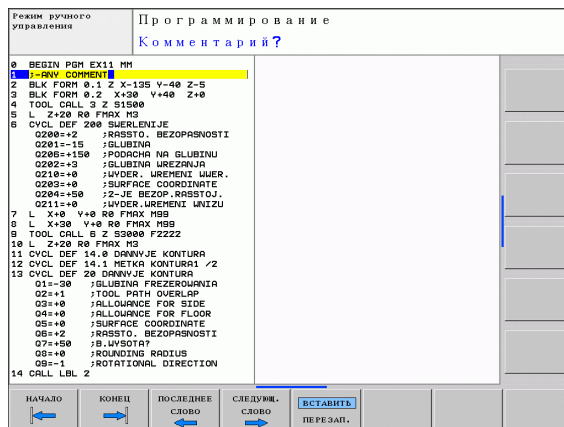 Режим ручного
управления
Программирование
Комментарий?
0 BEGIN PGM EX11 MM
1 ;-ANY COMMENT
2 BLK FORM 0.1 Z X-135 Y-40 Z-5
3 BLK FORM 0.2 X+30 Y+40 Z+0
4 TOOL CALL 3 Z S1500
5 L Z+20 R0 FMAX M3
6 CYCL DEF 200 SWERLENIJE
Q200=+2 ;RASSTO. BEZOPASNOSTI
Q201=-15 ;GLUBINA
Q206=+150 ;PODACHA NA GLUBINU
Q202=+3 ;GLUBINA WREZANJA
Q210=+0 ;WYDER. WREMENI WWER.
Q203=+0 ;SURFACE COORDINATE
Q204=+50 ;2-JE BEZOP.RASSTOJ.
Q211=+0 ;WYDER.WREMENI WNIZU
7 L X+0 Y+0 R0 FMAX M99
8 L X+30 Y+0 R0 FMAX M99
9 TOOL CALL 6 Z S3000 F2222
10 L Z+20 R0 FMAX M3
11 CYCL DEF 14.0 DANNYJE KONTURA
12 CYCL DEF 14.1 METKA KONTURA1 /2
13 CYCL DEF 20 DANNYJE KONTURA
Q1=-30 ;GLUBINA FREZEROWANIA
Q2=+1 ;TOOL PATH OVERLAP
Q3=+0 ;ALLOWANCE FOR SIDE
Q4=+0 ;ALLOWANCE FOR FLOOR
Q5=+0 ;SURFACE COORDINATE
Q6=+2 ;RASSTO. BEZOPASNOSTI
Q7=+50 ;B.WYSOTA?
Q8=+0 ;ROUNDING RADIUS
Q9=-1 ;ROTATIONAL DIRECTION
14 CALL LBL 2
НАЧАЛО
КОНЕЦ
ПОСЛЕДНЕЕ
СЛОВО
СЛЕДУЮЩ.
СЛОВО
ВСТАВИТЬ
ПЕРЕЗАП.